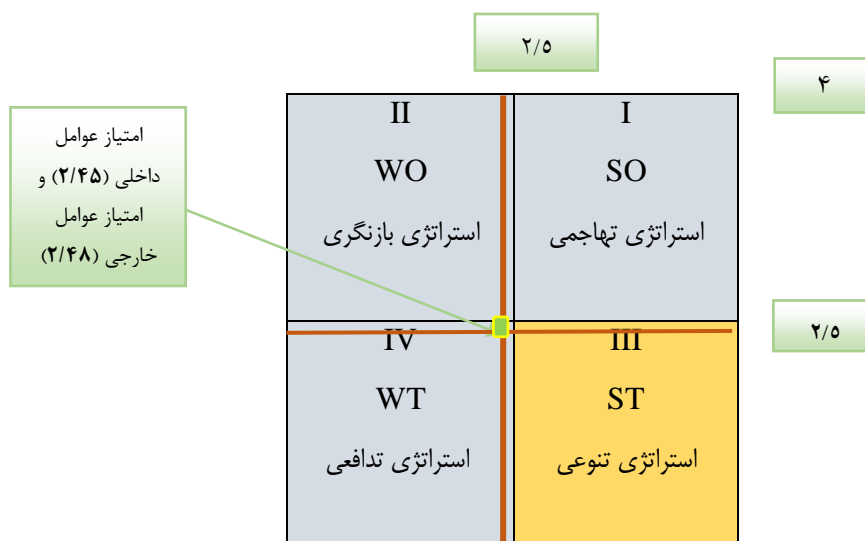 ۲/۵
۴
امتیاز عوامل
داخلی (۲/۴۵) و
امتیاز عوامل
خارجی (۲/۴۸)
I
SO
استراتژی تهاجمی
II
WO
استراتژی بازنگری
۲/۵
III
ST
استراتژی تنوعی
IV
WT
استراتژی تدافعی